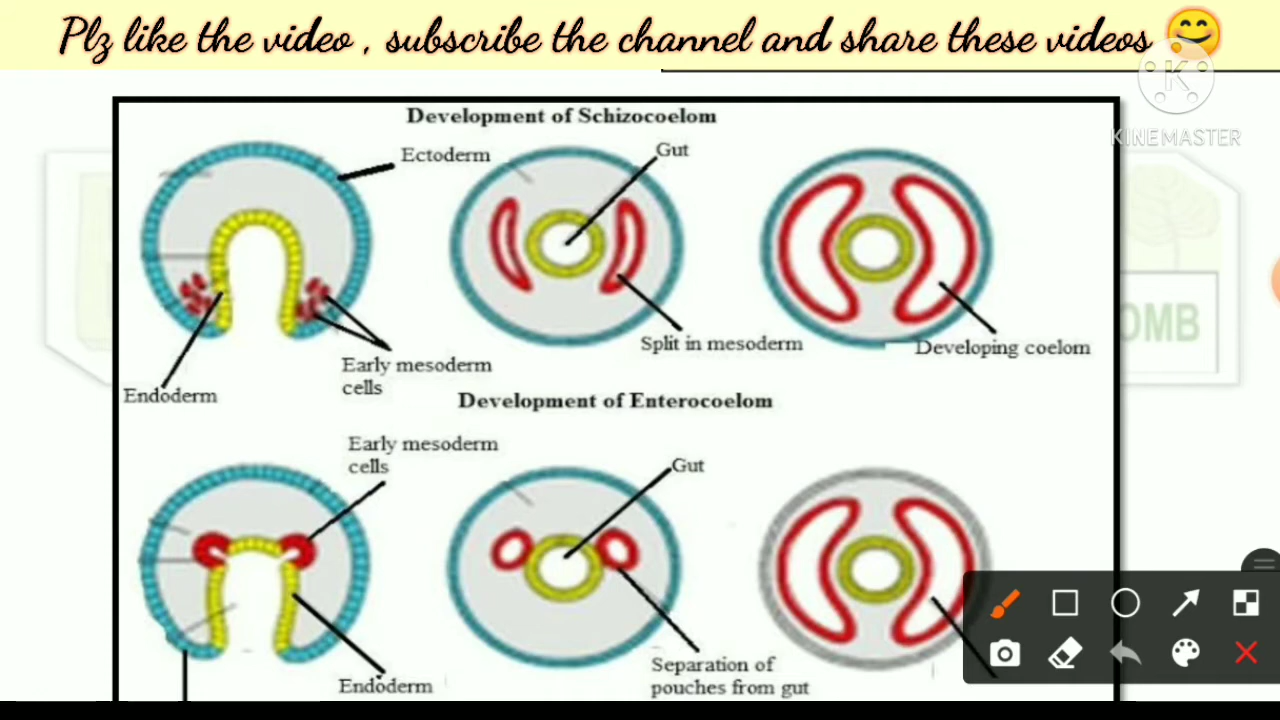 Plz like the video , subscribe the channel and share these videos 😊
K
KINEMASTER
Development of Schizocoelom
Ectoderm
Gut
Split in mesoderm
Developing coelom
Early mesoderm
cells
Endoderm
OMB
Development of Enterocoelom
Early mesoderm
cells
Gut
Endoderm
Separation of
pouches from gut